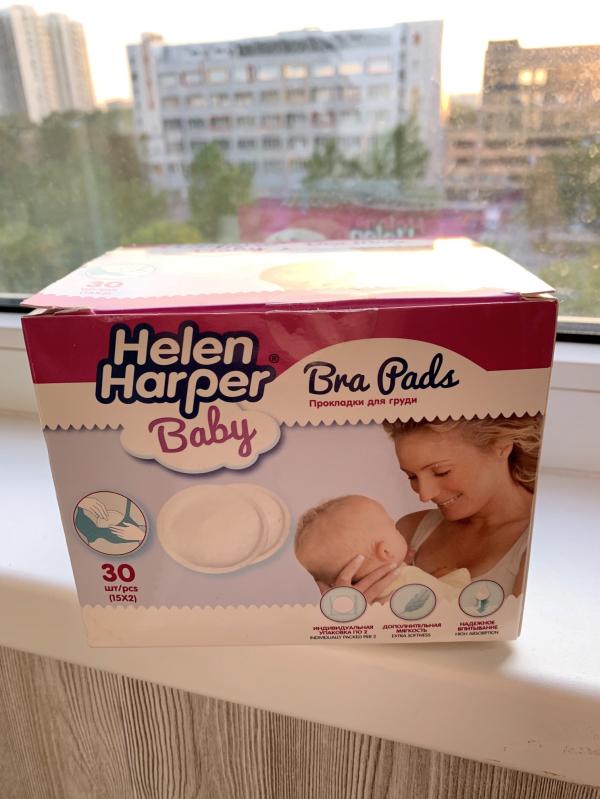 30
Helen
Harper®
Baby
Bra Pads
Прокладки для груди
30
шт/pcs
(15X2)
ИНДИВИДУАЛЬНАЯ
УПАКОВКА ПО 2
INDIVIDUALLY PACKED PER 2
ДОПОЛНИТЕЛЬНАЯ
МЯГКОСТЬ
EXTRA SOFTNESS
НАДЕЖНОЕ
ВПИТЫВАНИЕ
HIGH ABSORPTION